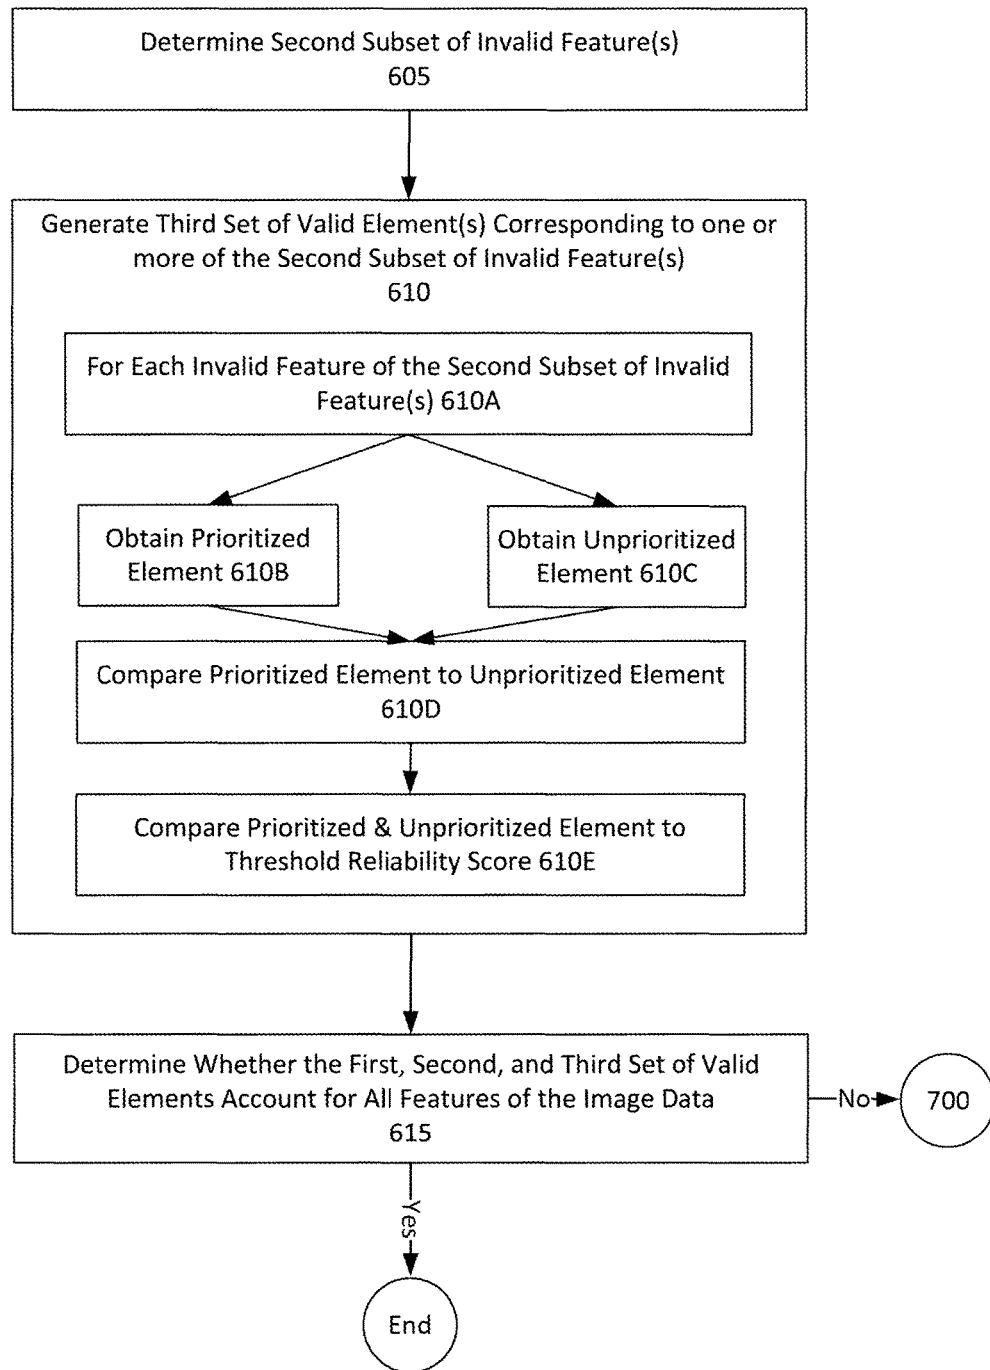 Determine Second Subset of Invalid Feature(s)
605
Generate Third Set of Valid Element(s) Corresponding to one or
more of the Second Subset of Invalid Feature(s)
610
For Each Invalid Feature of the Second Subset of Invalid
Feature(s) 610A
Obtain Prioritized
Element 610B
Obtain Unprioritized
Element 610C
Compare Prioritized Element to Unprioritized Element
610D
Compare Prioritized & Unprioritized Element to
Threshold Reliability Score 610E
Determine Whether the First, Second, and Third Set of Valid
Elements Account for All Features of the Image Data
615
No
700
Yes
End